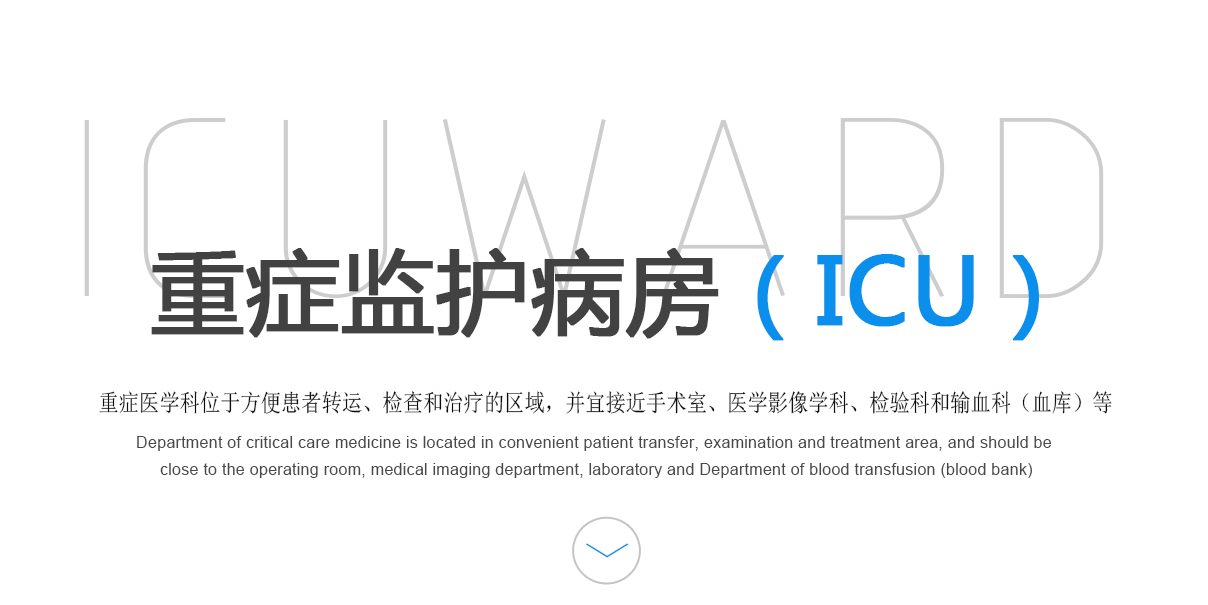 ICUWARD
重症监护病房（ICU）
重症医学科位于方便患者转运、检查和治疗的区域，并宜接近手术室、医学影像学科、检验科和输血科（血库）等
Department of critical care medicine is located in convenient patient transfer, examination and treatment area, and should be
close to the operating room, medical imaging department, laboratory and Department of blood transfusion (blood bank)